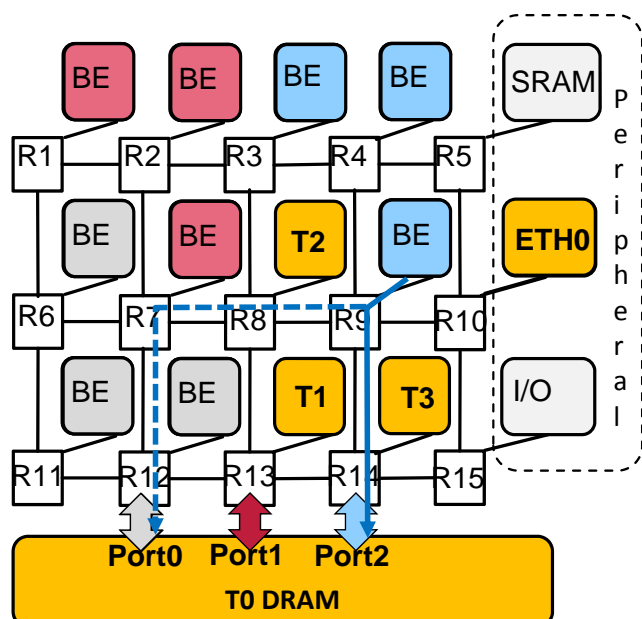 BE BE BE BE SRAM
R1 R2 R3 R4 R5
BE BE T2 BE ETH0
R6 R7 R8 R9 R10
BE BE T1 T3 I/O
R11 R12 R13 R14 R15
Peripheral
Port0 Port1 Port2
T0 DRAM